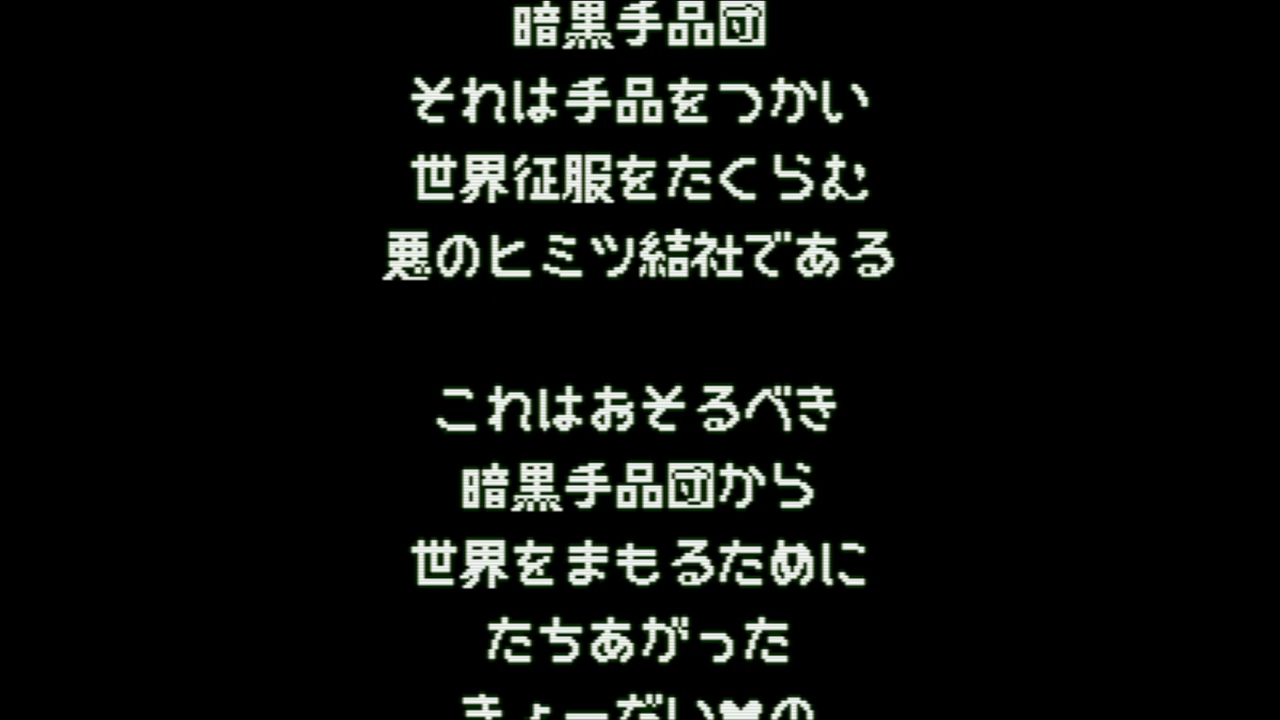 暗黒手品団
それは手品をつかい
世界征服をたくらむ
悪のヒミツ結社である
これはおそるべき
暗黒手品団から
世界をまもるために
たちあがった
きょーだい♥の